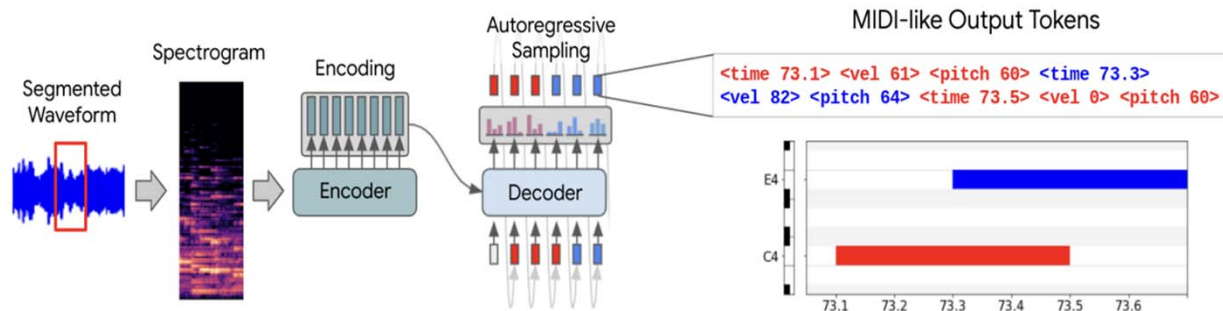 Segmented
Waveform
Spectrogram
Encoding
Encoder
Autoregressive
Sampling
Decoder
MIDI-like Output Tokens
<time 73.1> <vel 61> <pitch 60> <time 73.3>
<vel 82> <pitch 64> <time 73.5> <vel 0> <pitch 60>
E4
C4
73.1 73.2 73.3 73.4 73.5 73.6